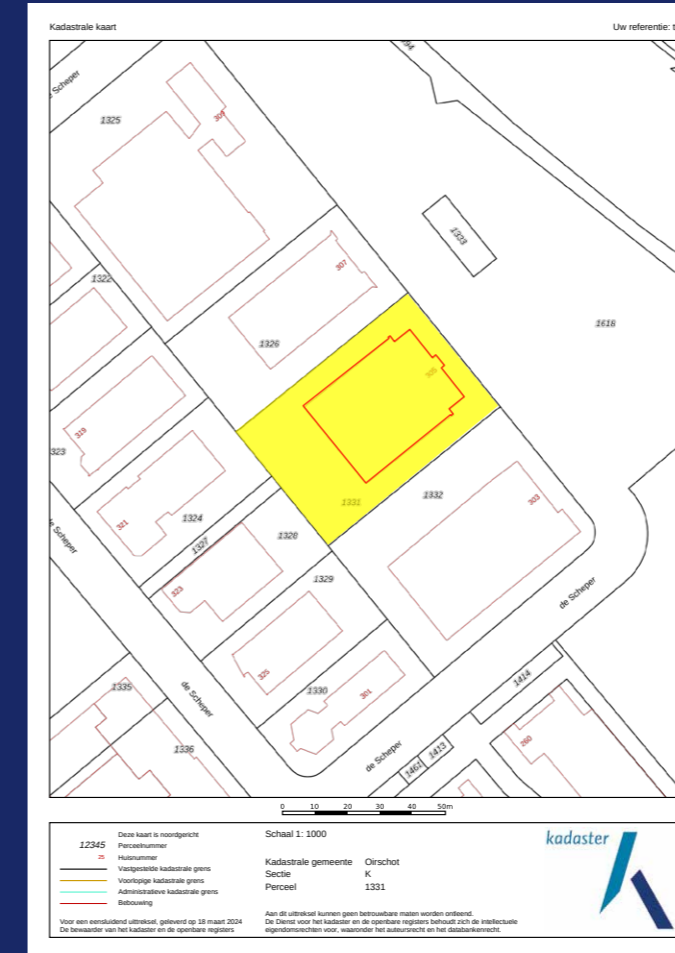 Kadastrale kaart
Uw referentie: t
394
Scheper
1325
309
1333
1322
307
1618
1326
305
319
323
1331
1332
303
321
1324
1327
1328
de Scheper
323
1329
de Scheper
325
1330
301
1335
de Scheper
1414
1336
de Scheper
260
1461
1413
0 10 20 30 40 50m
Deze kaart is noordgericht
12345 Perceelnummer
25 Huisnummer
Vastgestelde kadastrale grens
Voorlopige kadastrale grens
Administratieve kadastrale grens
Bebouwing
Voor een eensluidend uittreksel, geleverd op 18 maart 2024
De bewaarder van het kadaster en de openbare registers
Schaal 1: 1000
Kadastrale gemeente Oirschot
Sectie K
Perceel 1331
Aan dit uittreksel kunnen geen betrouwbare maten worden ontleend.
De Dienst voor het kadaster en de openbare registers behoudt zich de intellectuele
eigendomsrechten voor, waaronder het auteursrecht en het databankenrecht.
kadaster